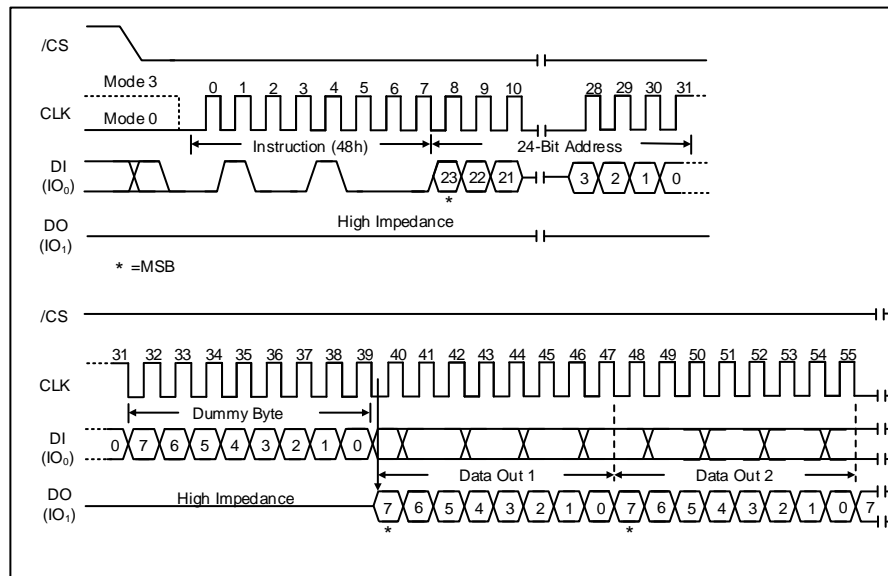 /CS
Mode 3
0 1 2 3 4 5 6 7 8 9 10 28 29 30 31
CLK
Mode 0
Instruction (48h) 24-Bit Address
DI
(IO0)
23 22 21 3 2 1 0
*
DO
(IO1)
High Impedance
* =MSB
/CS
31 32 33 34 35 36 37 38 39 40 41 42 43 44 45 46 47 48 49 50 51 52 53 54 55
CLK
Dummy Byte
DI
(IO0)
0 7 6 5 4 3 2 1 0
Data Out 1 Data Out 2
DO
(IO1)
High Impedance
7 6 5 4 3 2 1 0 7 6 5 4 3 2 1 0 7
* *